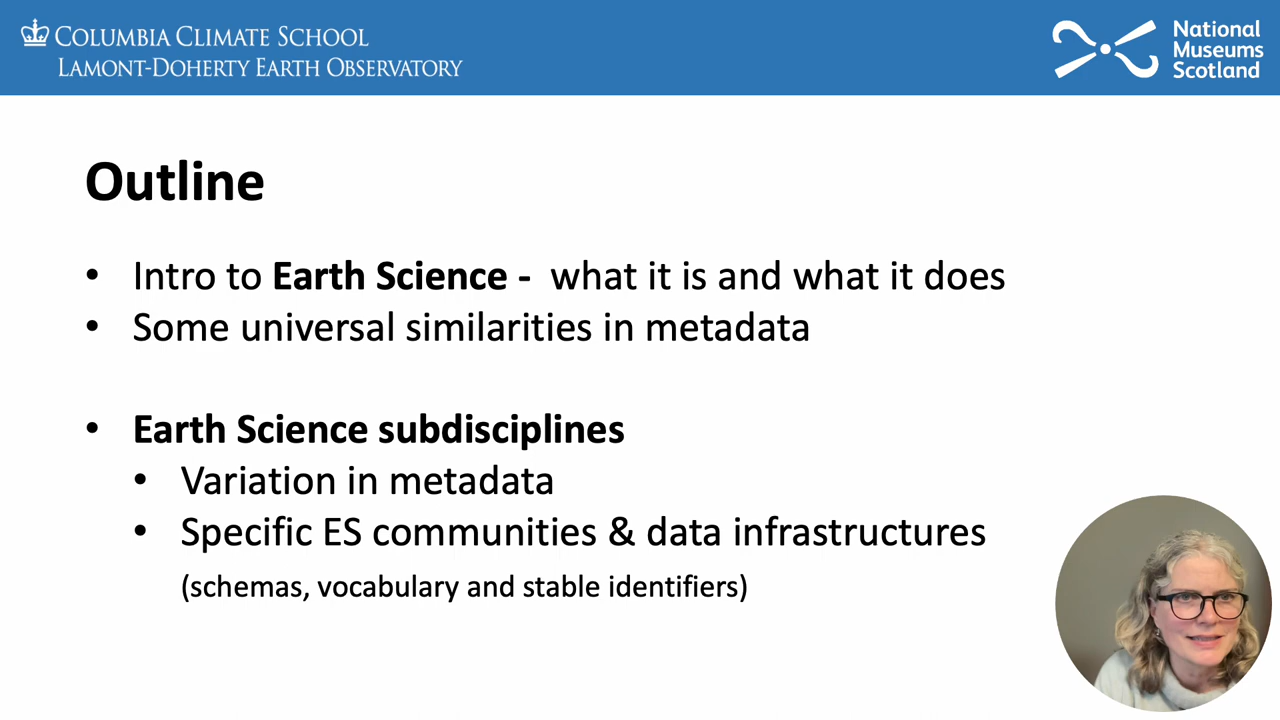 COLUMBIA CLIMATE SCHOOL
LAMONT-DOHERTY EARTH OBSERVATORY
National
Museums
Scotland
Outline
• Intro to Earth Science - what it is and what it does
• Some universal similarities in metadata
• Earth Science subdisciplines
• Variation in metadata
• Specific ES communities & data infrastructures
(schemas, vocabulary and stable identifiers)